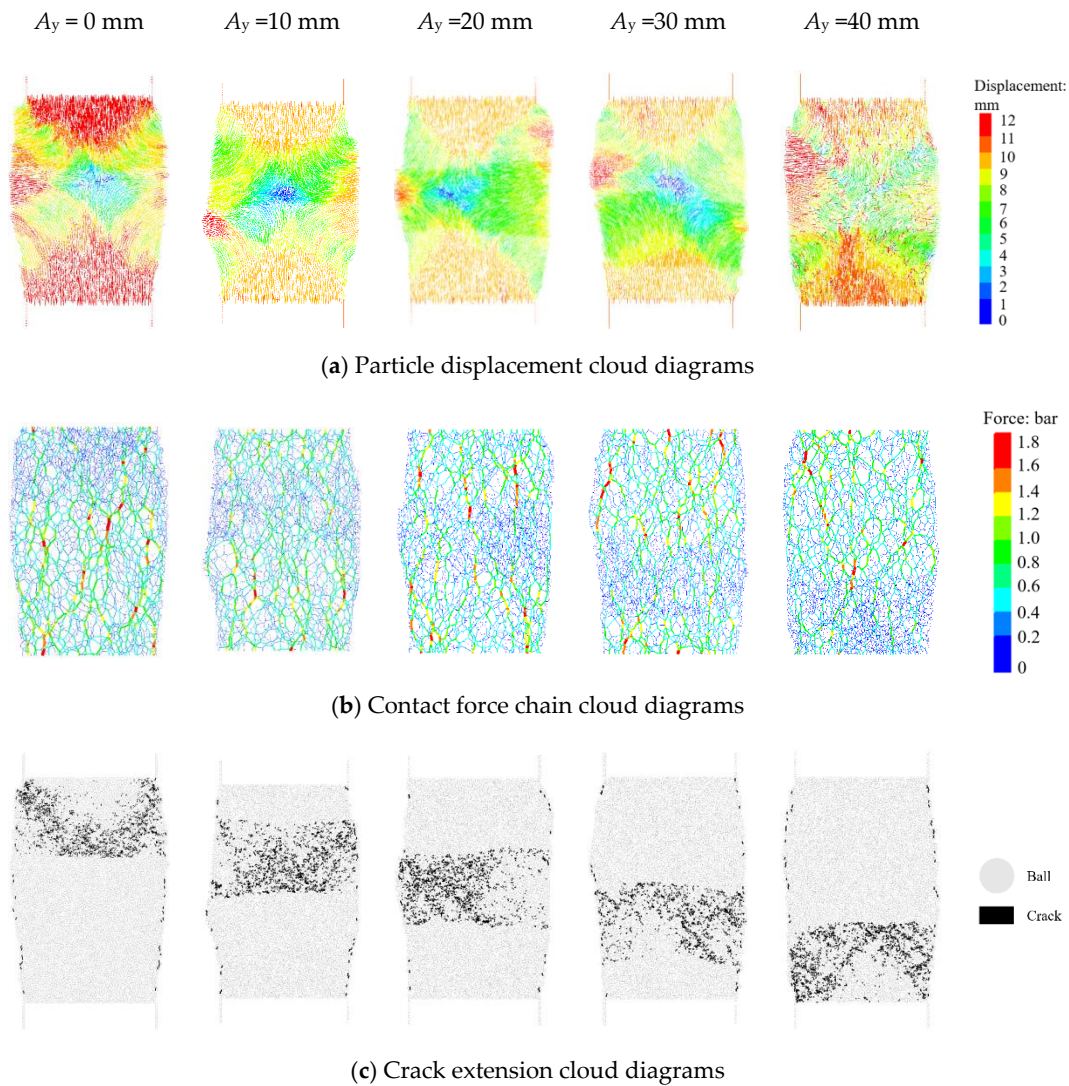 Ay = 0 mm Ay =10 mm Ay =20 mm Ay =30 mm Ay =40 mm
Displacement:
mm
12
11
10
9
8
7
6
5
4
3
2
1
0
(a) Particle displacement cloud diagrams
Force: bar
1.8
1.6
1.4
1.2
1.0
0.8
0.6
0.4
0.2
0
(b) Contact force chain cloud diagrams
Ball
Crack
(c) Crack extension cloud diagrams